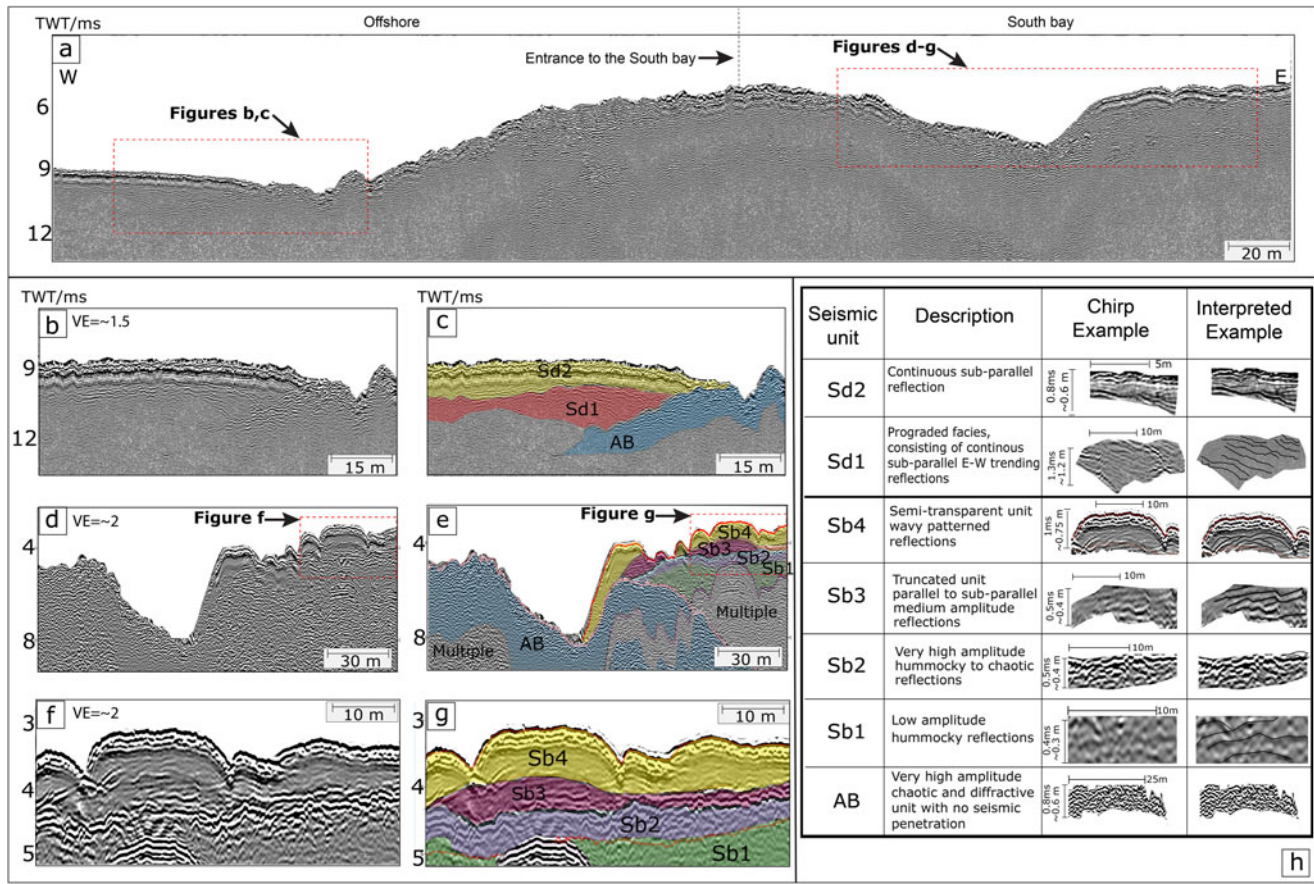 TWT/ms
Offshore
South bay
a
W
Entrance to the South bay
Figures d-g
E
Figures b,c
6
9
12
20 m
TWT/ms
b
VE=~1.5
9
12
15 m
TWT/ms
c
Sd2
Sd1
AB
15 m
d
VE=~2
Figure f
4
8
30 m
e
Figure g
4
8
Sb4
Sb3
Sb2
Sb1
Multiple
AB
Multiple
30 m
f
VE=~2
10 m
3
4
5
g
10 m
3
4
5
Sb4
Sb3
Sb2
Sb1
Seismic
unit
Description
Chirp
Example
Interpreted
Example
Sd2
Continuous sub-parallel
reflection
5m
0.8ms
~0.6 m
Sd1
Prograded facies,
consisting of continous
sub-parallel E-W trending
reflections
10m
1.3ms
~1.2 m
10m
Sb4
Semi-transparent unit
wavy patterned
reflections
10m
1ms
~0.75 m
10m
Sb3
Truncated unit
parallel to sub-parallel
medium amplitude
reflections
10m
0.5ms
~0.4 m
Sb2
Very high amplitude
hummocky to chaotic
reflections
10m
0.5ms
~0.4 m
Sb1
Low amplitude
hummocky reflections
10m
0.4ms
~0.3 m
AB
Very high amplitude
chaotic and diffractive
unit with no seismic
penetration
25m
0.8ms
~0.6 m
h